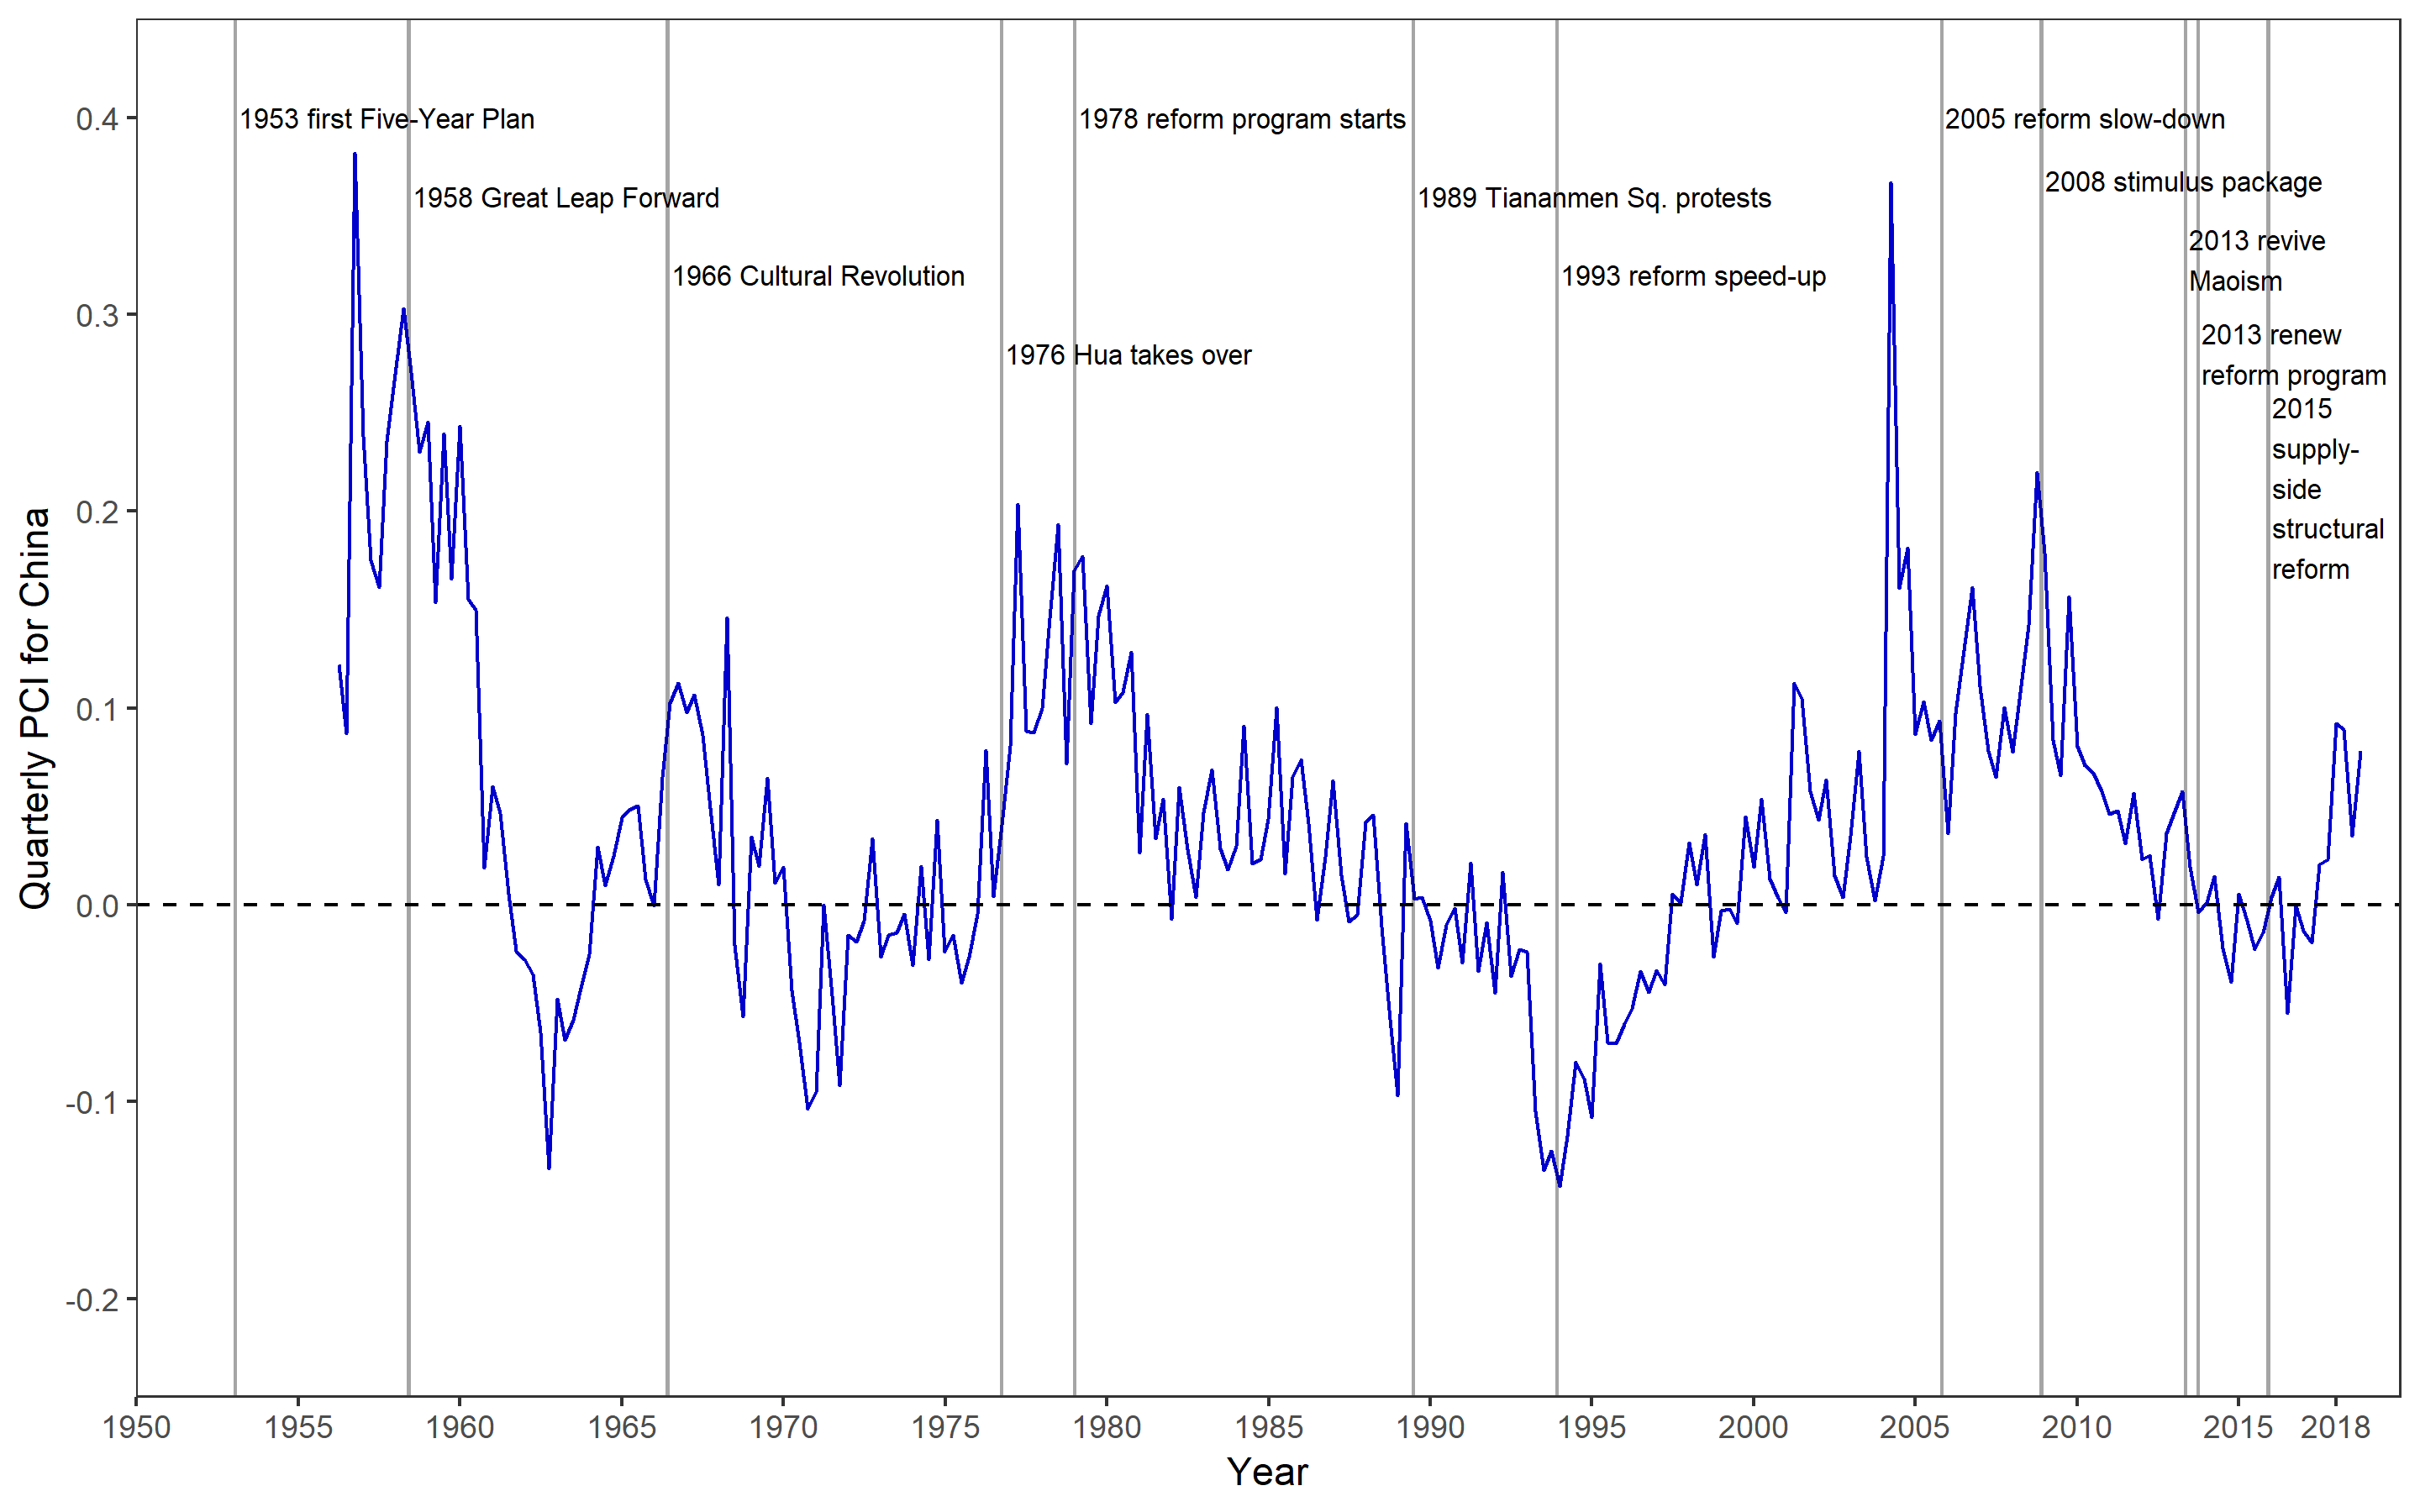 0.4
0.3
0.2
0.1
0.0
-0.1
-0.2
Quarterly PCI for China
1953 first Five-Year Plan
1958 Great Leap Forward
1966 Cultural Revolution
1976 Hua takes over
1978 reform program starts
1989 Tiananmen Sq. protests
1993 reform speed-up
2005 reform slow-down
2008 stimulus package
2013 revive
Maoism
2013 renew
reform program
2015
supply-
side
structural
reform
1950 1955 1960 1965 1970 1975 1980 1985 1990 1995 2000 2005 2010 2015 2018
Year